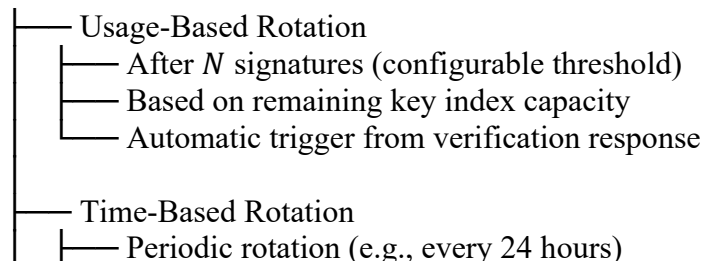 Usage-Based Rotation
After N signatures (configurable threshold)
Based on remaining key index capacity
Automatic trigger from verification response
Time-Based Rotation
Periodic rotation (e.g., every 24 hours)